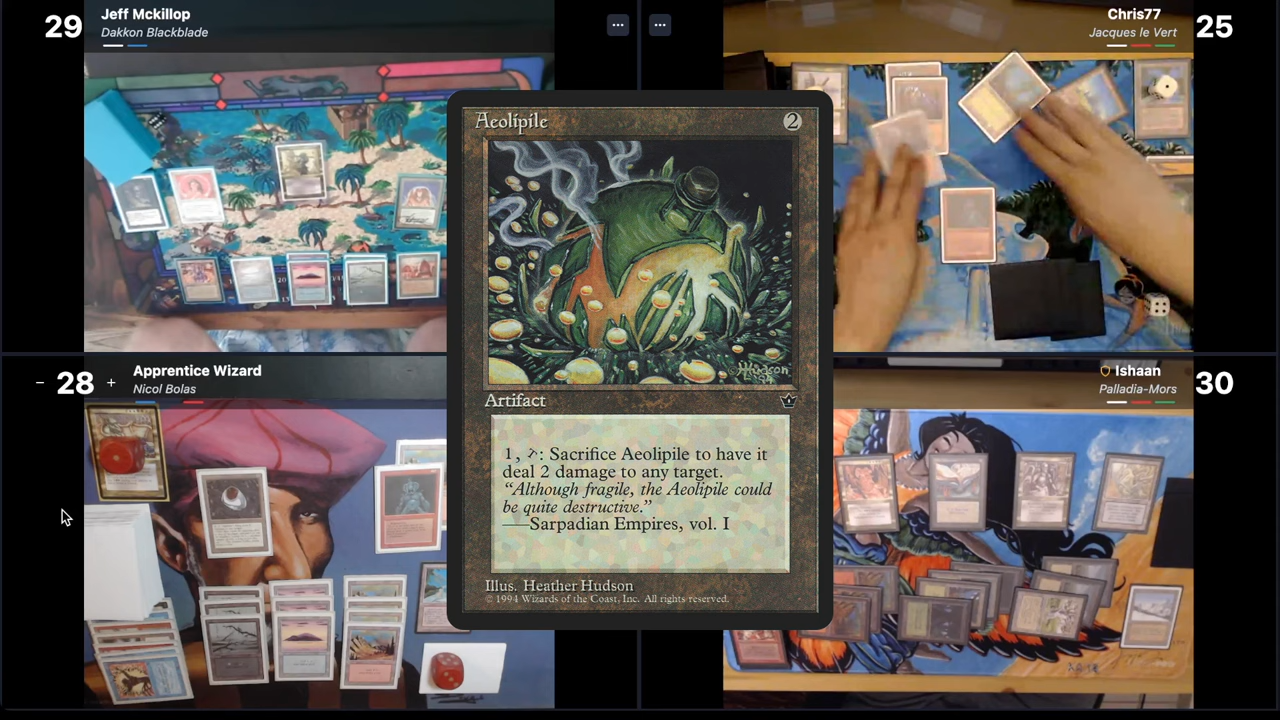 29
Jeff Mckillop
Dakkon Blackblade
Chris77
Jacques le Vert
25
Aeolipile
2
HHudson
94
Artifact
1, : Sacrifice Aeolipile to have it
deal 2 damage to any target.
“Although fragile, the Aeolipile could
be quite destructive.”
——Sarpadian Empires, vol. I
Illus. Heather Hudson
© 1994 Wizards of the Coast, Inc. All rights reserved.
− 28 +
Apprentice Wizard
Nicol Bolas
Ishaan
Palladia-Mors
30